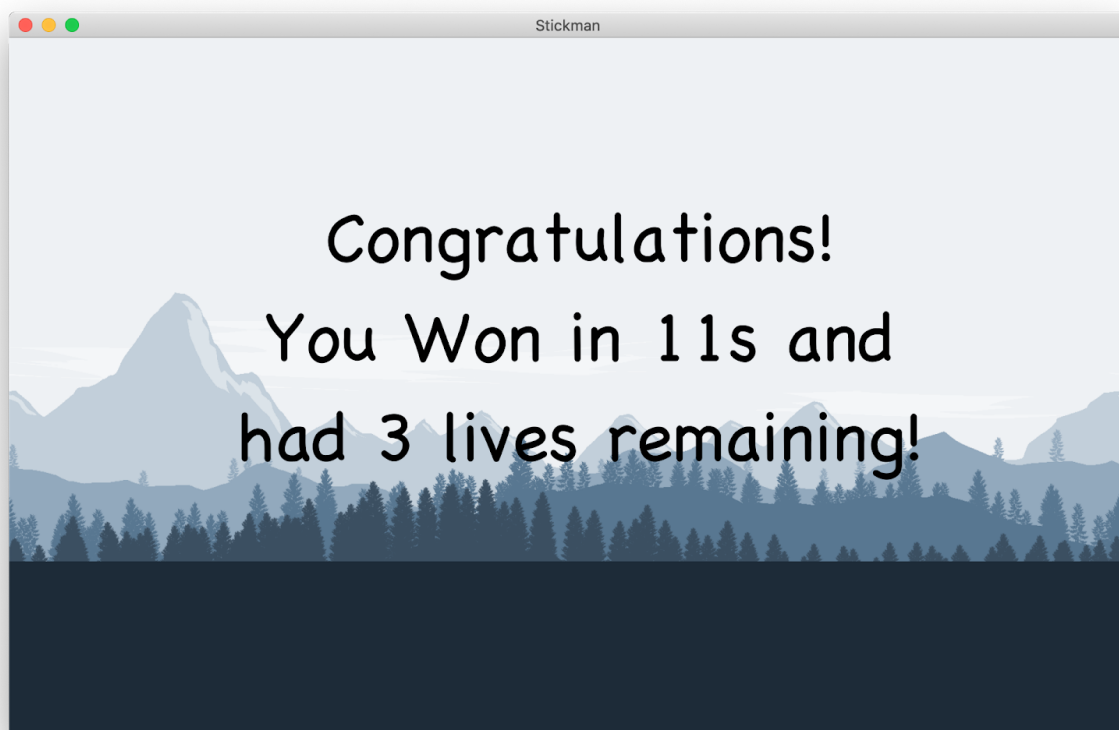 Stickman
Congratulations!
You Won in 11s and
had 3 lives remaining!